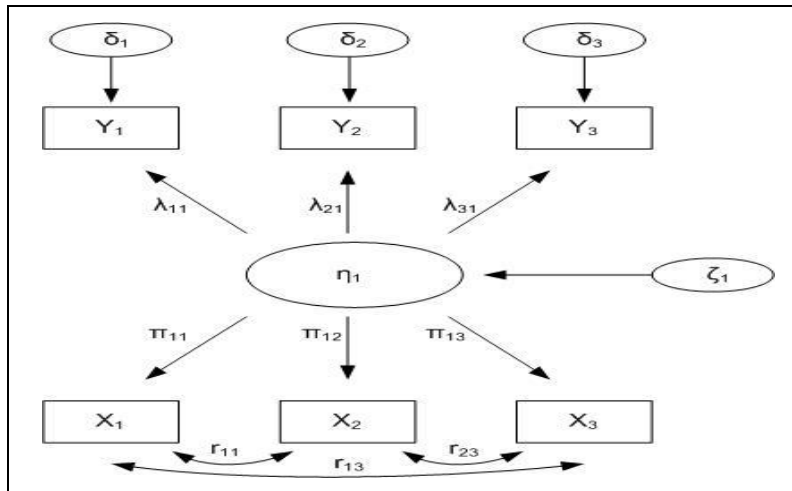 δ₁ δ₂ δ₃
Y₁ Y₂ Y₃
λ₁₁ λ₂₁ λ₃₁
η₁ ζ₁
π₁₁ π₁₂ π₁₃
X₁ X₂ X₃
r₁₁ r₂₃
r₁₃